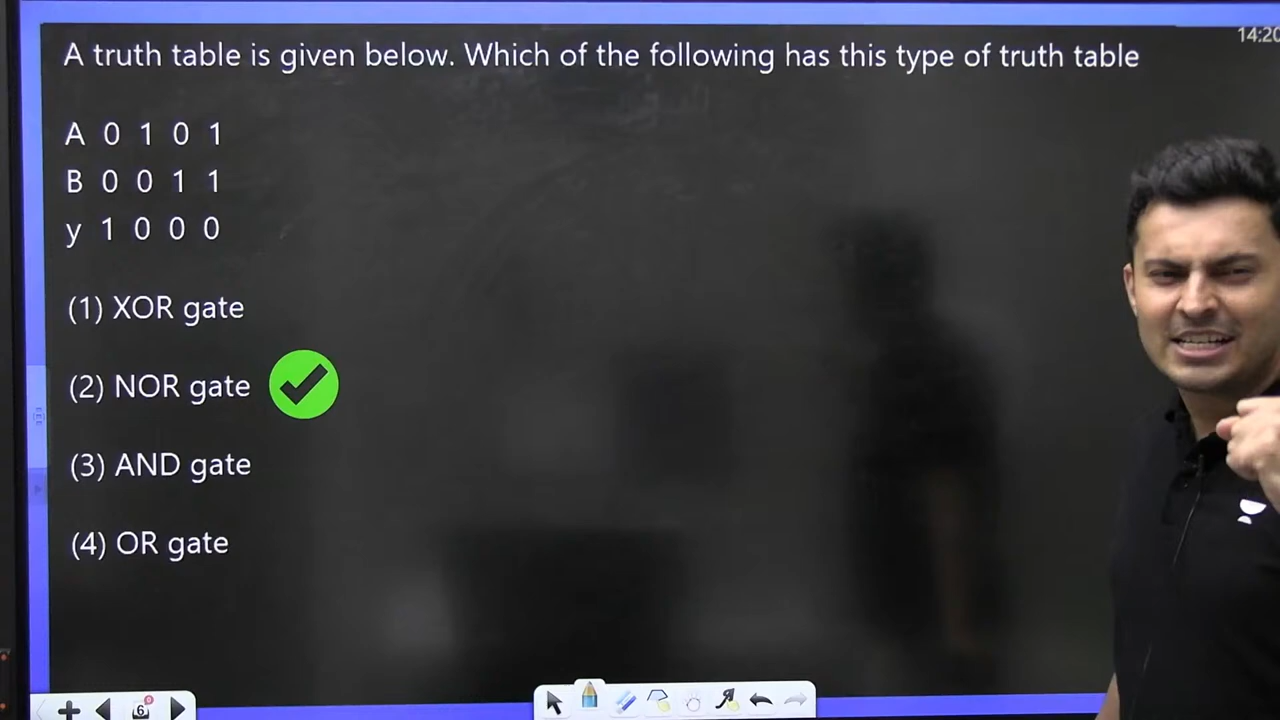 14:20
A truth table is given below. Which of the following has this type of truth table
A 0 1 0 1
B 0 0 1 1
y 1 0 0 0
(1) XOR gate
(2) NOR gate
(3) AND gate
(4) OR gate
6